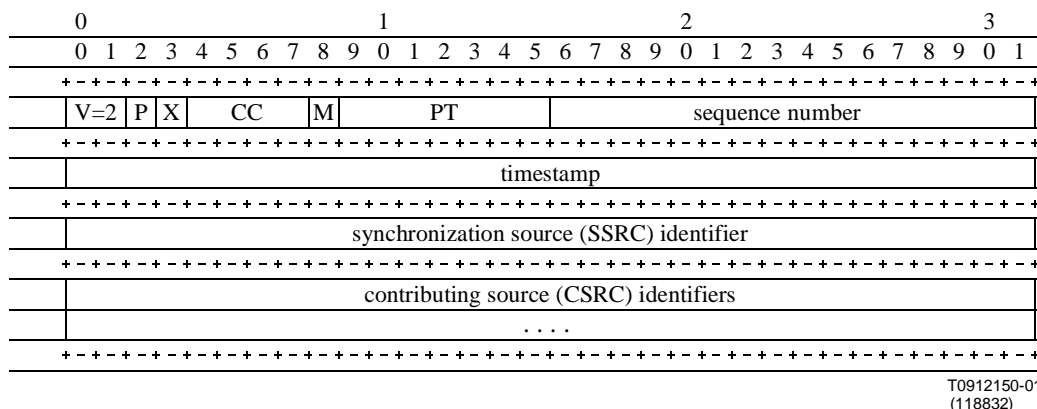 0 1 2 3
0 1 2 3 4 5 6 7 8 9 0 1 2 3 4 5 6 7 8 9 0 1 2 3 4 5 6 7 8 9 0 1
+-+-+-+-+-+-+-+-+-+-+-+-+-+-+-+-+-+-+-+-+-+-+-+-+-+-+-+-+-+-+-+-+
V=2 P X CC M PT sequence number
+-+-+-+-+-+-+-+-+-+-+-+-+-+-+-+-+-+-+-+-+-+-+-+-+-+-+-+-+-+-+-+-+
timestamp
+-+-+-+-+-+-+-+-+-+-+-+-+-+-+-+-+-+-+-+-+-+-+-+-+-+-+-+-+-+-+-+-+
synchronization source (SSRC) identifier
+-+-+-+-+-+-+-+-+-+-+-+-+-+-+-+-+-+-+-+-+-+-+-+-+-+-+-+-+-+-+-+-+
contributing source (CSRC) identifiers
. . . .
+-+-+-+-+-+-+-+-+-+-+-+-+-+-+-+-+-+-+-+-+-+-+-+-+-+-+-+-+-+-+-+-+
T0912150-01
(118832)